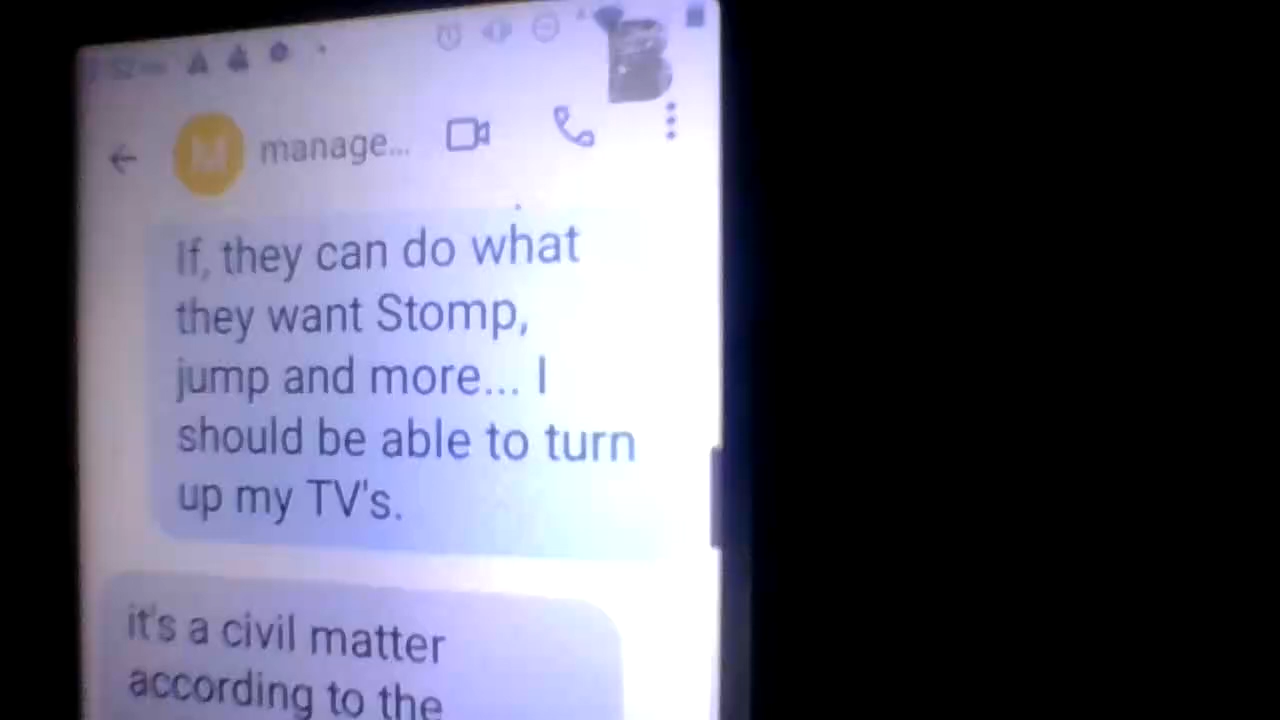 M
manage...
If, they can do what
they want Stomp,
jump and more... I
should be able to turn
up my TV's.
it's a civil matter
according to the